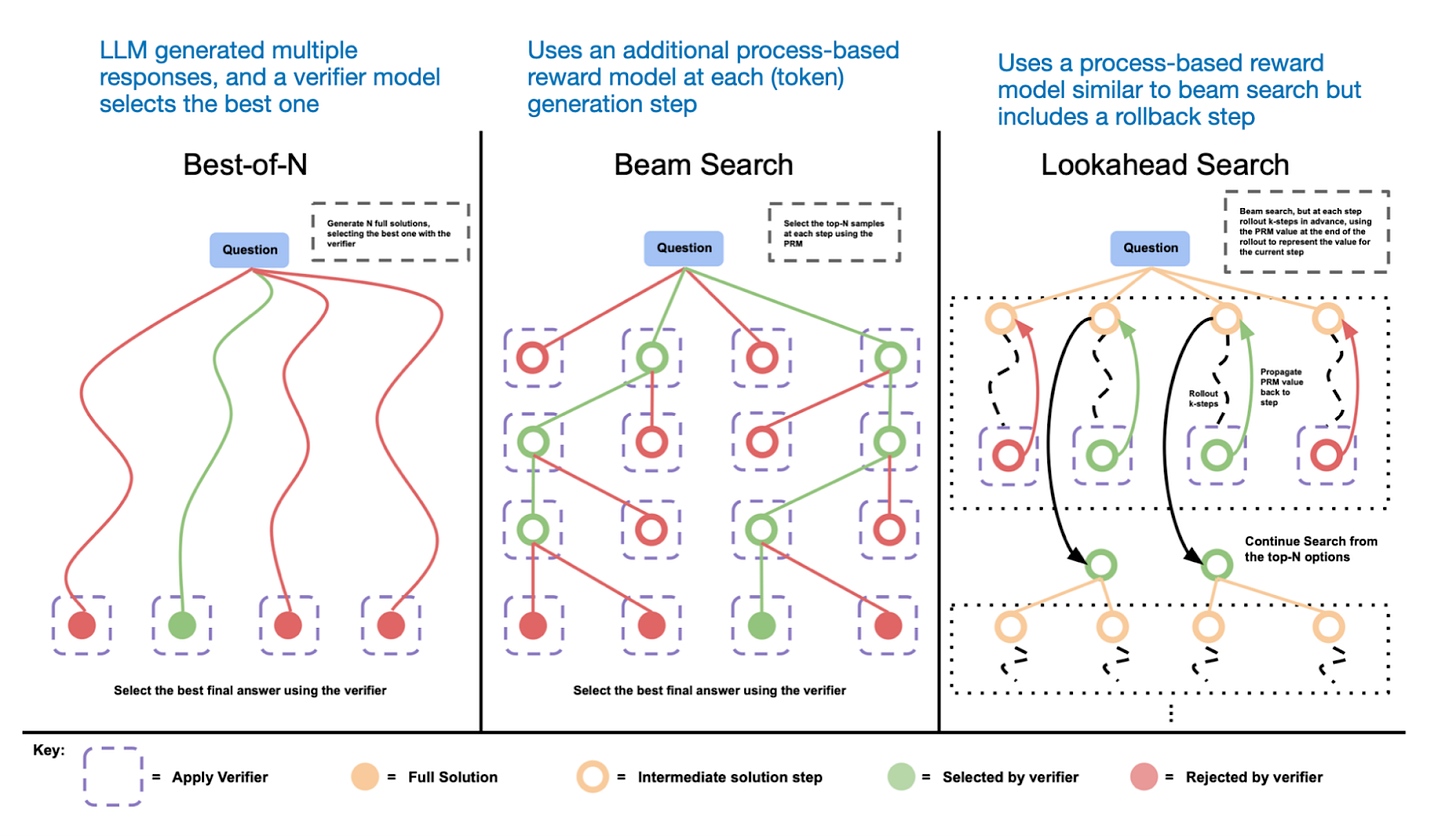 LLM generated multiple
responses, and a verifier model
selects the best one
Uses an additional process-based
reward model at each (token)
generation step
Uses a process-based reward
model similar to beam search but
includes a rollback step
Best-of-N
Generate N full solutions,
selecting the best one with the
verifier
Question
Select the best final answer using the verifier
Beam Search
Select the top-N samples
at each step using the
PRM
Question
Select the best final answer using the verifier
Lookahead Search
Beam search, but at each step
rollout k-steps in advance, using
the PRM value at the end of the
rollout to represent the value for
the current step
Question
Rollout
k-steps
Propagate
PRM value
back to
step
Continue Search from
the top-N options
Key:
= Apply Verifier
= Full Solution
= Intermediate solution step
= Selected by verifier
= Rejected by verifier